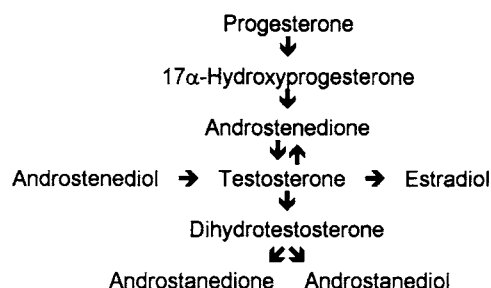 Progesterone
17α-Hydroxyprogesterone
Androstenedione
Androstenediol → Testosterone → Estradiol
Dihydrotestosterone
Androstanedione Androstanediol